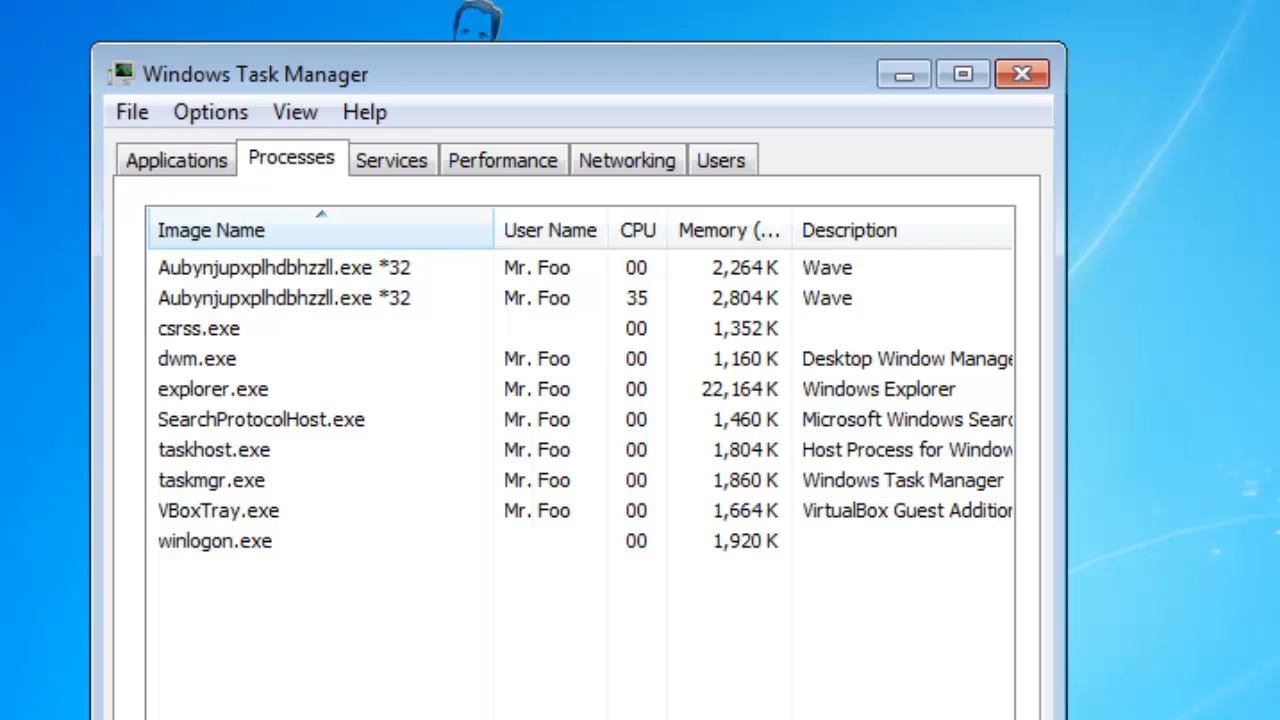 Windows Task Manager
File Options View Help
Applications Processes Services Performance Networking Users
Image Name User Name CPU Memory (... Description
Aubynjupxplhdbhzzll.exe *32 Mr. Foo 00 2,264 K Wave
Aubynjupxplhdbhzzll.exe *32 Mr. Foo 35 2,804 K Wave
csrss.exe 00 1,352 K
dwm.exe Mr. Foo 00 1,160 K Desktop Window Manage
explorer.exe Mr. Foo 00 22,164 K Windows Explorer
SearchProtocolHost.exe Mr. Foo 00 1,460 K Microsoft Windows Searc
taskhost.exe Mr. Foo 00 1,804 K Host Process for Window
taskmgr.exe Mr. Foo 00 1,860 K Windows Task Manager
VBoxTray.exe Mr. Foo 00 1,664 K VirtualBox Guest Addition
winlogon.exe 00 1,920 K